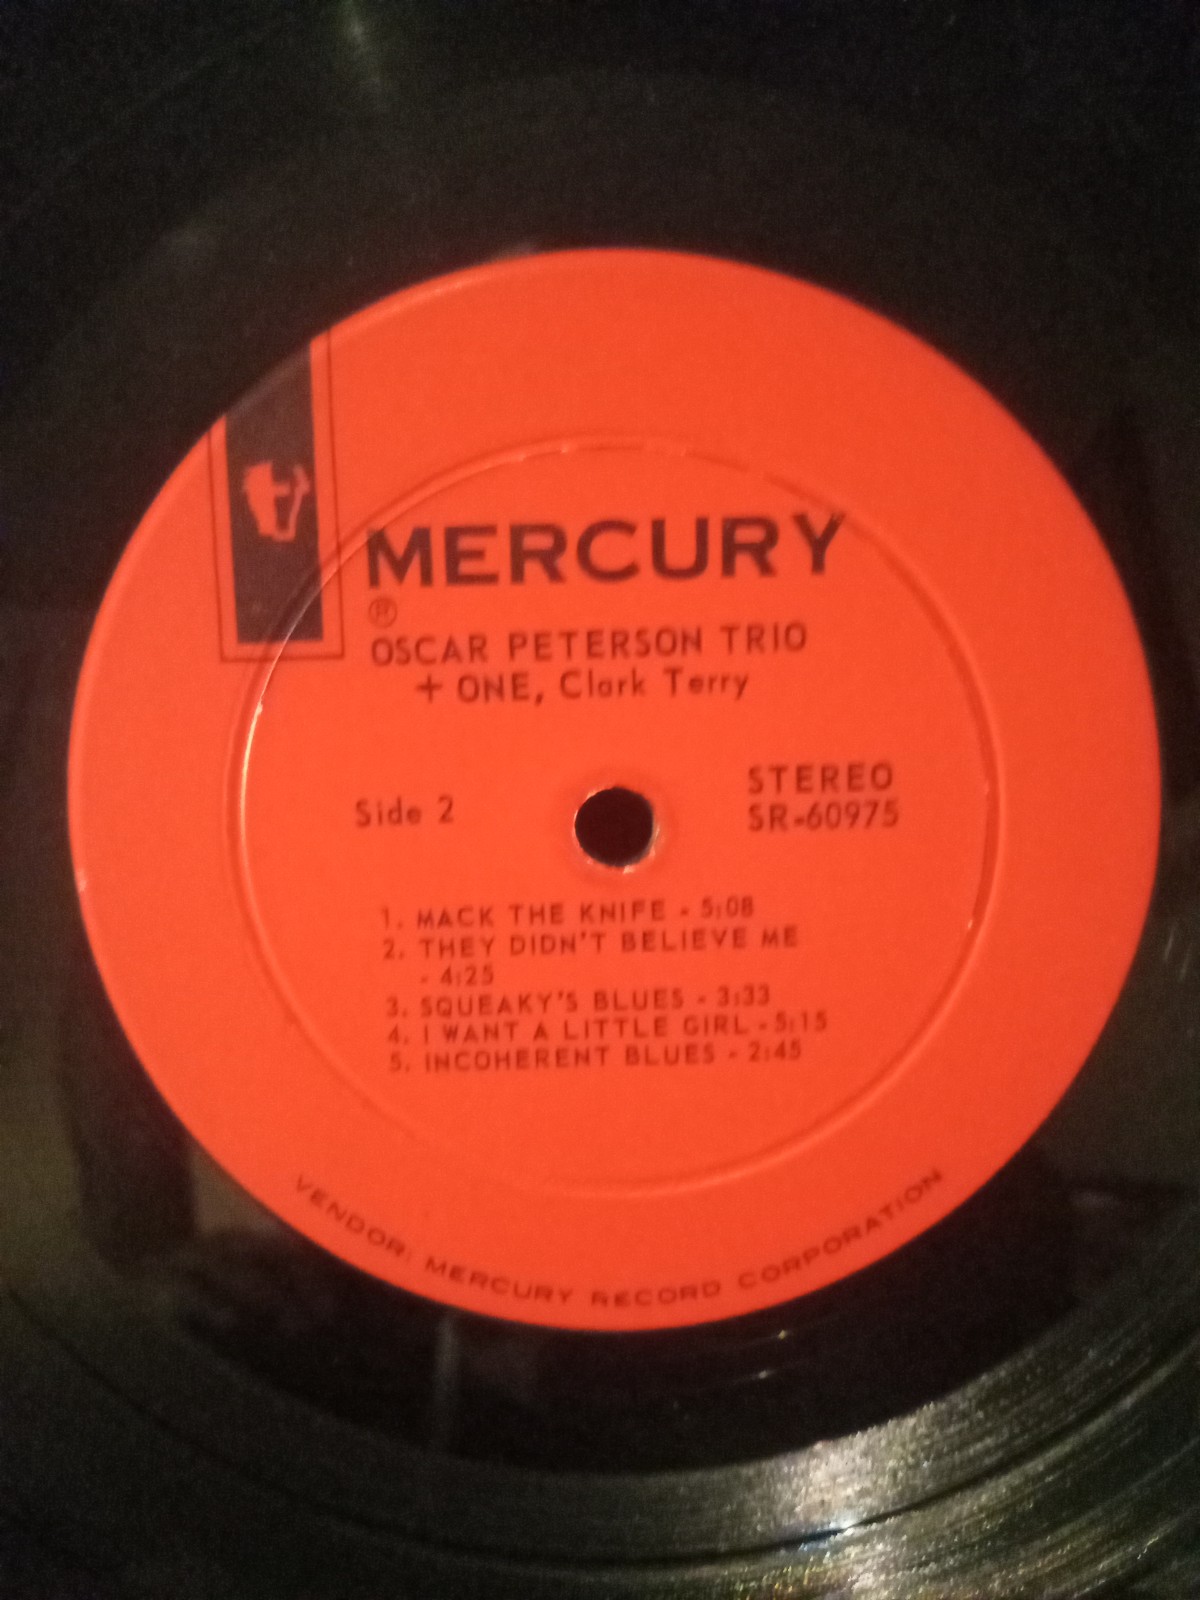 MERCURY
®
OSCAR PETERSON TRIO
+ ONE, Clark Terry
Side 2
STEREO
SR-60975
1. MACK THE KNIFE - 5:08
2. THEY DIDN'T BELIEVE ME
- 4:25
3. SQUEAKY'S BLUES - 3:33
4. I WANT A LITTLE GIRL - 5:15
5. INCOHERENT BLUES - 2:45
VENDOR: MERCURY RECORD CORPORATION